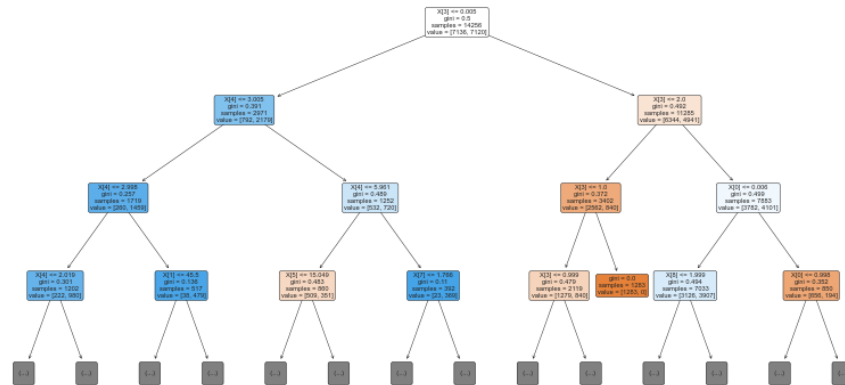 X[3] <= 0.005
gini = 0.5
samples = 14256
value = [7136, 7120]
X[4] <= 3.005
gini = 0.391
samples = 2971
value = [792, 2179]
X[3] <= 2.0
gini = 0.492
samples = 11285
value = [6344, 4941]
X[4] <= 2.995
gini = 0.257
samples = 1719
value = [260, 1459]
X[4] <= 5.961
gini = 0.489
samples = 1252
value = [532, 720]
X[3] <= 1.0
gini = 0.372
samples = 3402
value = [2562, 840]
X[0] <= 0.006
gini = 0.499
samples = 7883
value = [3782, 4101]
X[4] <= 2.019
gini = 0.301
samples = 1202
value = [222, 980]
X[1] <= 45.5
gini = 0.136
samples = 517
value = [38, 479]
X[5] <= 15.049
gini = 0.483
samples = 860
value = [509, 351]
X[7] <= 1.768
gini = 0.11
samples = 392
value = [23, 369]
X[3] <= 0.999
gini = 0.479
samples = 2119
value = [1279, 840]
gini = 0.0
samples = 1283
value = [1283, 0]
X[8] <= 1.999
gini = 0.494
samples = 7033
value = [3126, 3907]
X[0] <= 0.998
gini = 0.352
samples = 850
value = [656, 194]
(...)
(...)
(...)
(...)
(...)
(...)
(...)
(...)
(...)
(...)
(...)
(...)
(...)